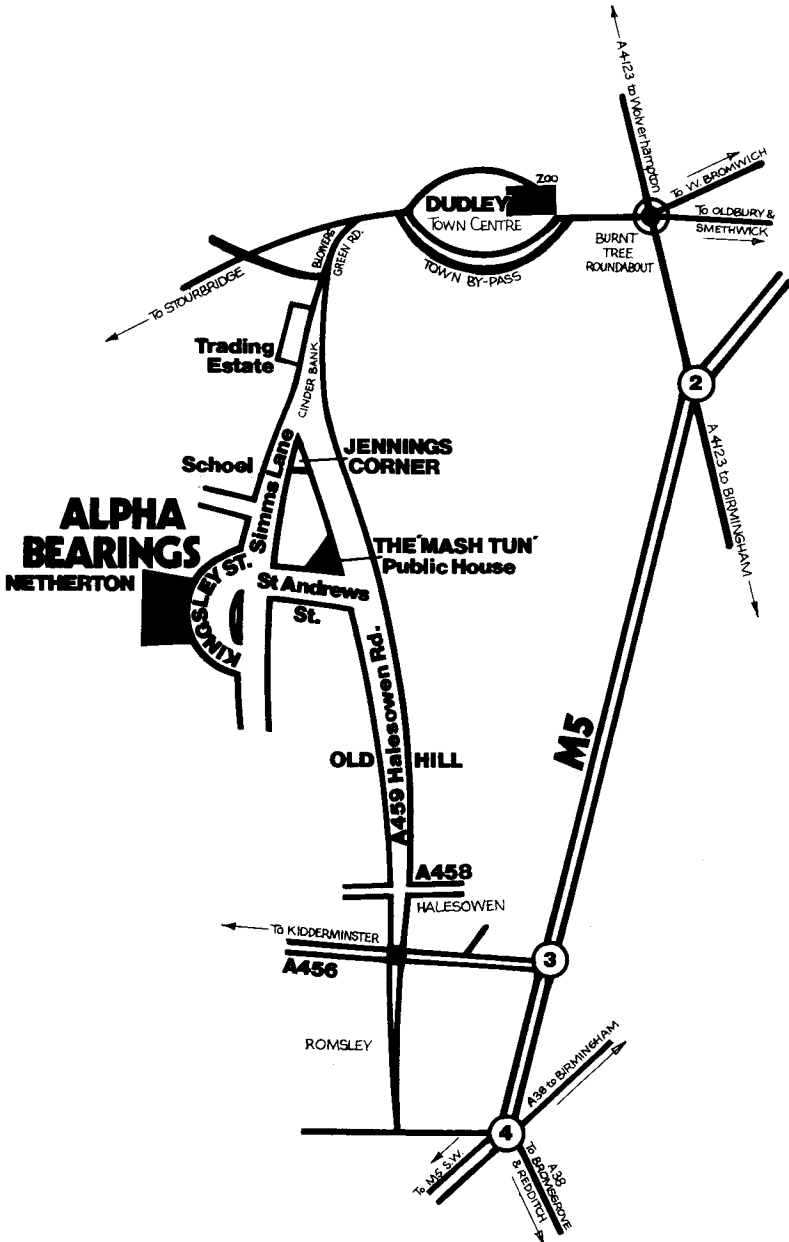 A4123 to Wolverhampton
To W. BROMWICH
To OLDBURY &
SMETHWICK
ZOO
DUDLEY
TOWN CENTRE
TOWN BY-PASS
BURNT
TREE
ROUNDABOUT
BLOWERS
GREEN RD.
To STOURBRIDGE
Trading
Estate
CINDER BANK
2
A4123 to BIRMINGHAM
School
Simms Lane
JENNINGS
CORNER
ALPHA
BEARINGS
NETHERTON
KINGSLEY ST.
THE 'MASH TUN'
Public House
St Andrews
St.
M5
OLD HILL
A459 Halesowen Rd.
A458
HALESOWEN
To KIDDERMINSTER
A456
3
ROMSLEY
A38 to BIRMINGHAM
4
To M5 S.W.
A38
To BROMSGROVE
& REDDITCH